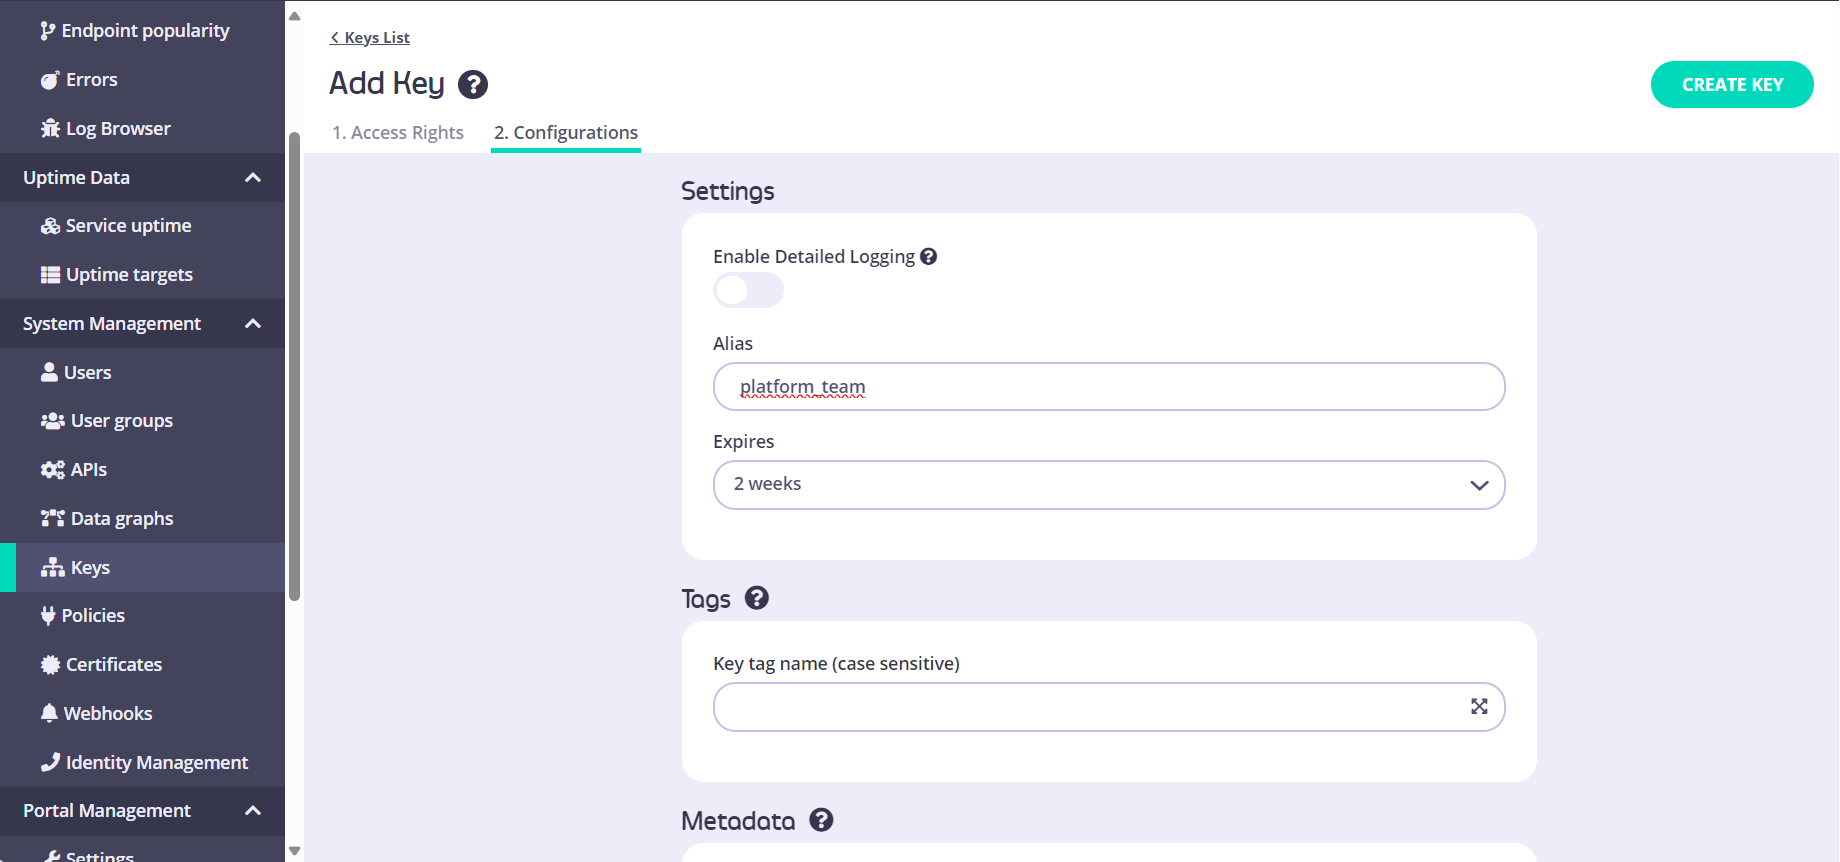 Endpoint popularity
Errors
Log Browser
Uptime Data
Service uptime
Uptime targets
System Management
Users
User groups
APIs
Data graphs
Keys
Policies
Certificates
Webhooks
Identity Management
Portal Management
Settings
< Keys List
Add Key ?
CREATE KEY
1. Access Rights
2. Configurations
Settings
Enable Detailed Logging ?
Alias
platform_team
Expires
2 weeks
Tags ?
Key tag name (case sensitive)
Metadata ?